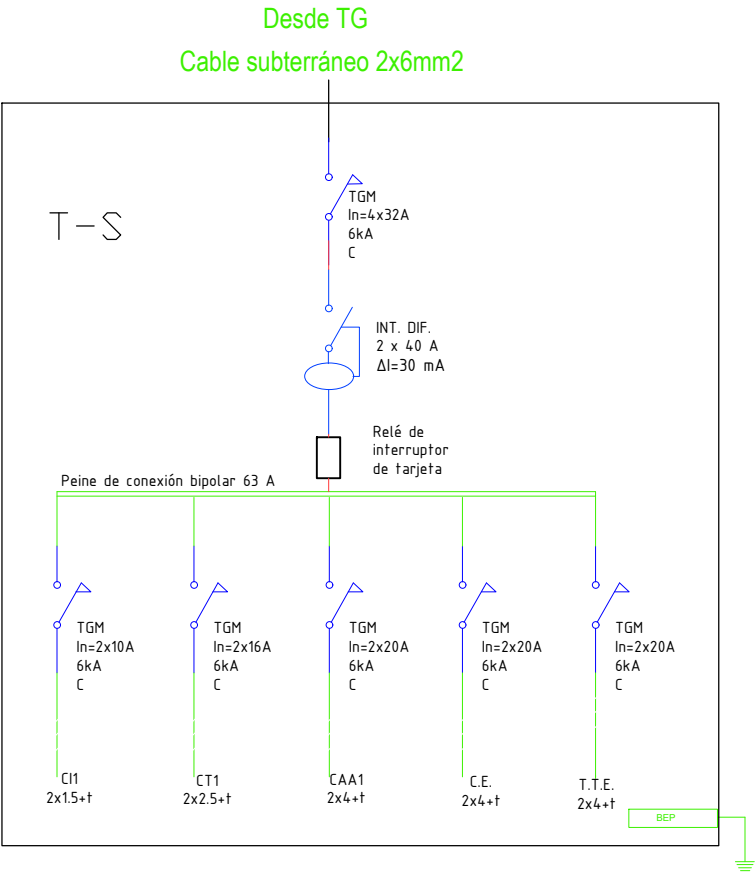 Desde TG
Cable subterráneo 2x6mm2
T-S
TGM
In=4x32A
6kA
C
INT. DIF.
2 x 40 A
ΔI=30 mA
Relé de
interruptor
de tarjeta
Peine de conexión bipolar 63 A
TGM
In=2x10A
6kA
C
TGM
In=2x16A
6kA
C
TGM
In=2x20A
6kA
C
TGM
In=2x20A
6kA
C
TGM
In=2x20A
6kA
C
CI1
2x1.5+t
CT1
2x2.5+t
CAA1
2x4+t
C.E.
2x4+t
T.T.E.
2x4+t
BEP